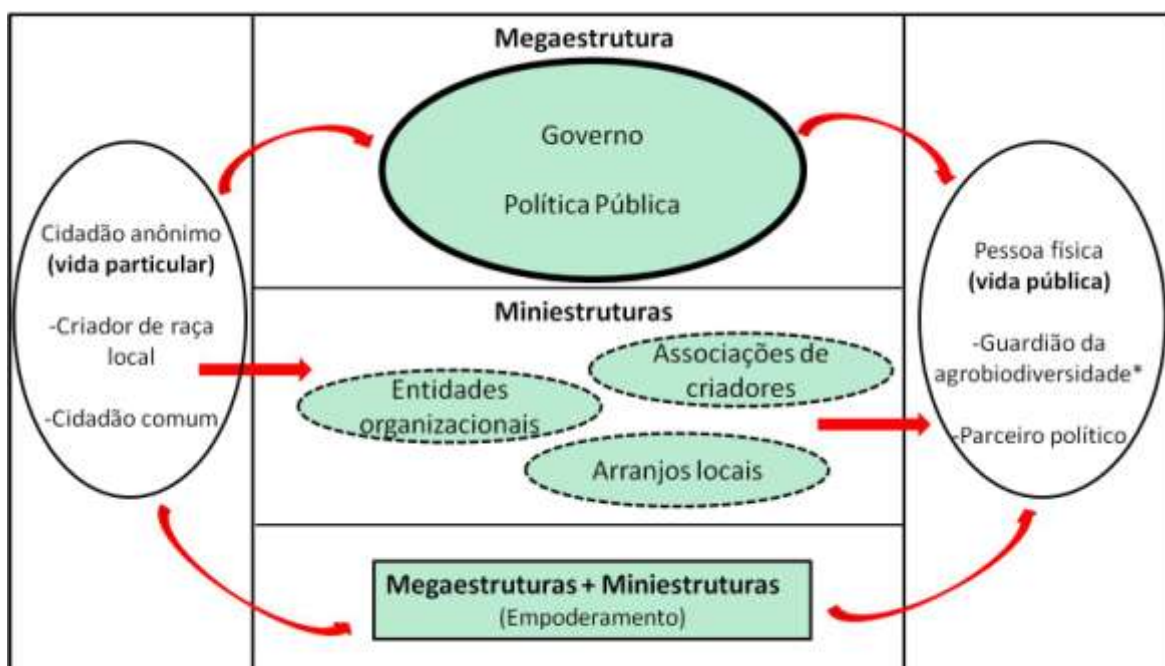 Megaestrutura
Governo
Política Pública
Cidadão anônimo
(vida particular)
-Criador de raça
local
-Cidadão comum
Miniestruturas
Associações de
criadores
Entidades
organizacionais
Arranjos locais
Megaestruturas + Miniestruturas
(Empoderamento)
Pessoa física
(vida pública)
-Guardião da
agrobiodiversidade*
-Parceiro político